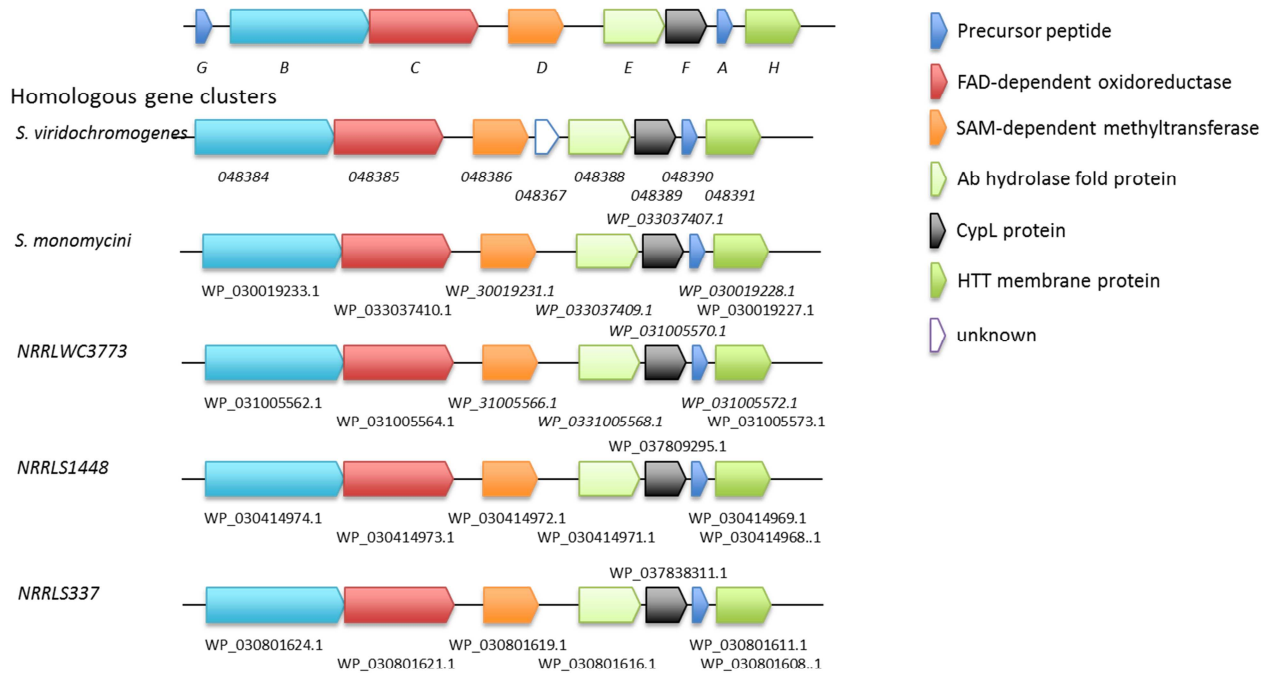 G B C D E F A H
Homologous gene clusters
S. viridochromogenes
048384 048385 048386 048388 048390
048367 048389 048391
WP_033037407.1
S. monomycini
WP_030019233.1 WP_30019231.1 WP_030019228.1
WP_033037410.1 WP_033037409.1 WP_030019227.1
WP_031005570.1
NRRLWC3773
WP_031005562.1 WP_31005566.1 WP_031005572.1
WP_031005564.1 WP_0331005568.1 WP_031005573.1
WP_037809295.1
NRRLS1448
WP_030414974.1 WP_030414972.1 WP_030414969.1
WP_030414973.1 WP_030414971.1 WP_030414968..1
WP_037838311.1
NRRLS337
WP_030801624.1 WP_030801619.1 WP_030801611.1
WP_030801621.1 WP_030801616.1 WP_030801608..1
Precursor peptide
FAD-dependent oxidoreductase
SAM-dependent methyltransferase
Ab hydrolase fold protein
CypL protein
HTT membrane protein
unknown